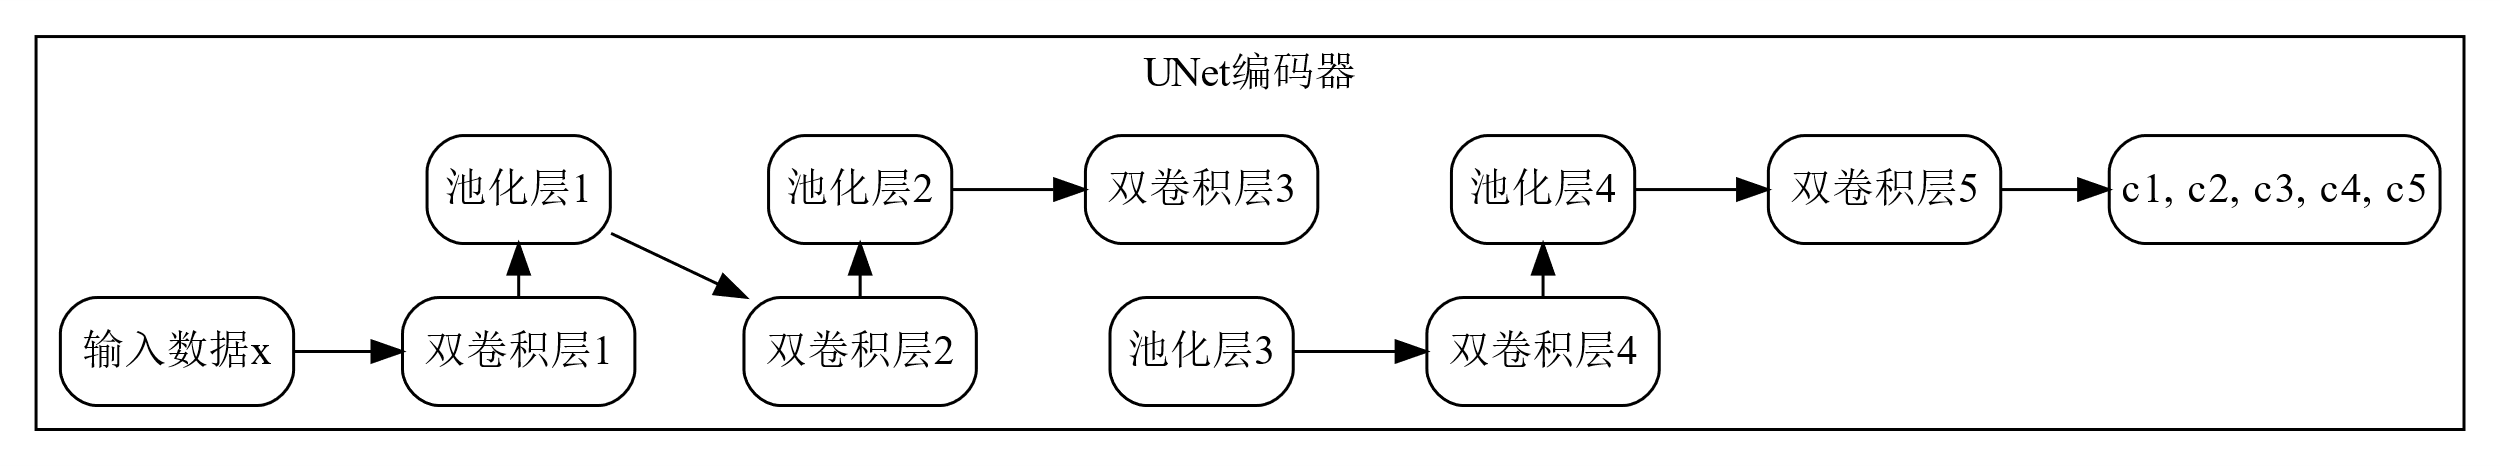 UNet编码器
池化层1
池化层2
双卷积层3
池化层4
双卷积层5
c1, c2, c3, c4, c5
输入数据x
双卷积层1
双卷积层2
池化层3
双卷积层4